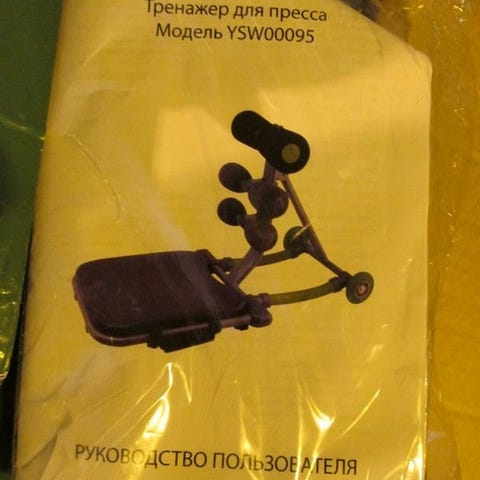 Тренажер для пресса
Модель YSW00095
РУКОВОДСТВО ПОЛЬЗОВАТЕЛЯ